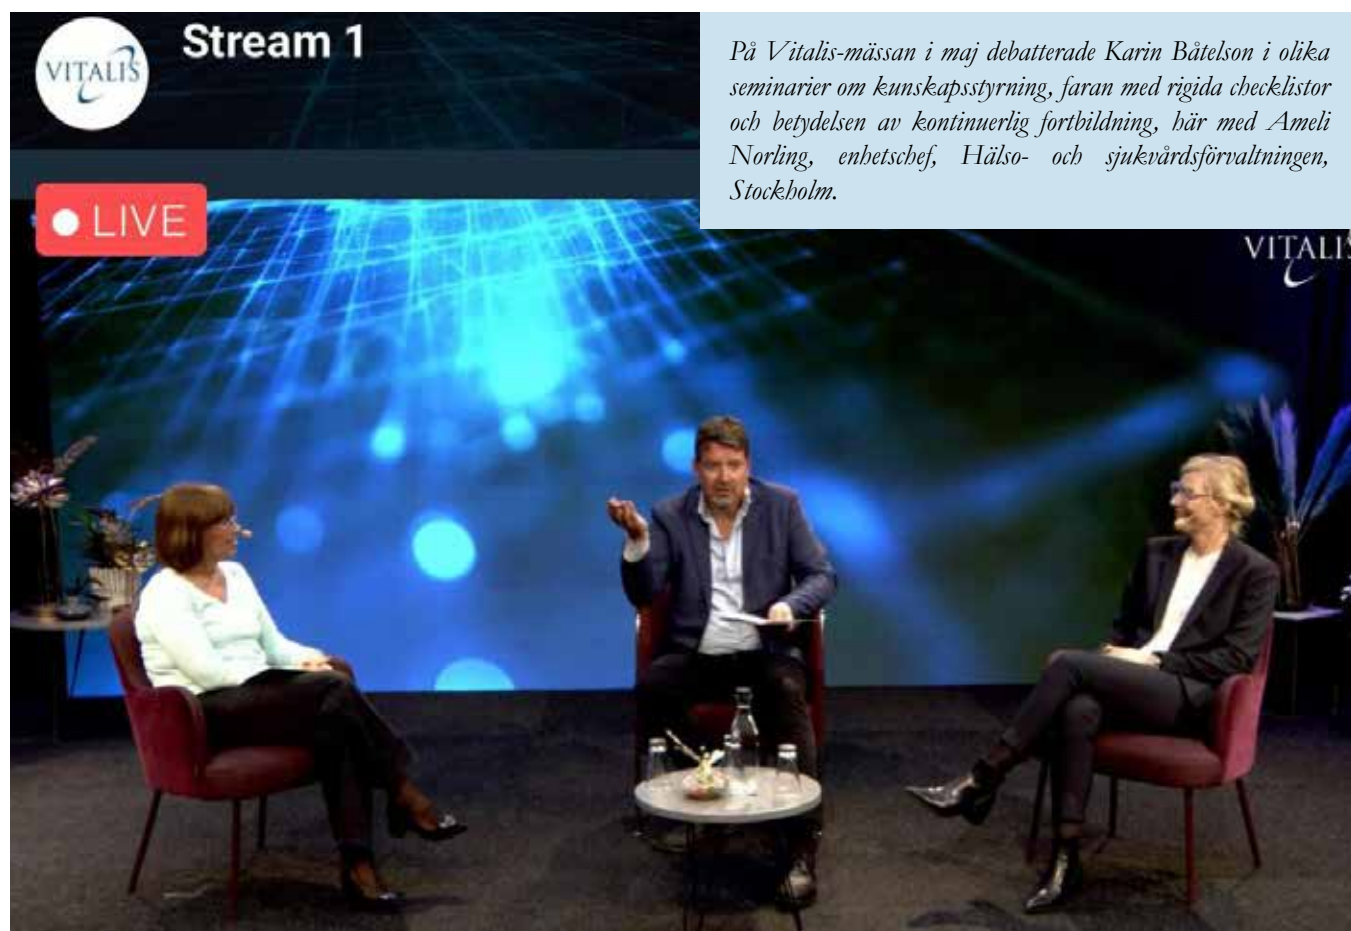 VITALIS
Stream 1
På Vitalis-mässan i maj debatterade Karin Båtelson i olika
seminarier om kunskapsstyrning, faran med rigida checklistor
och betydelsen av kontinuerlig fortbildning, här med Ameli
Norling, enhetschef, Hälso- och sjukvårdsförvaltningen,
Stockholm.
LIVE
VITALIS